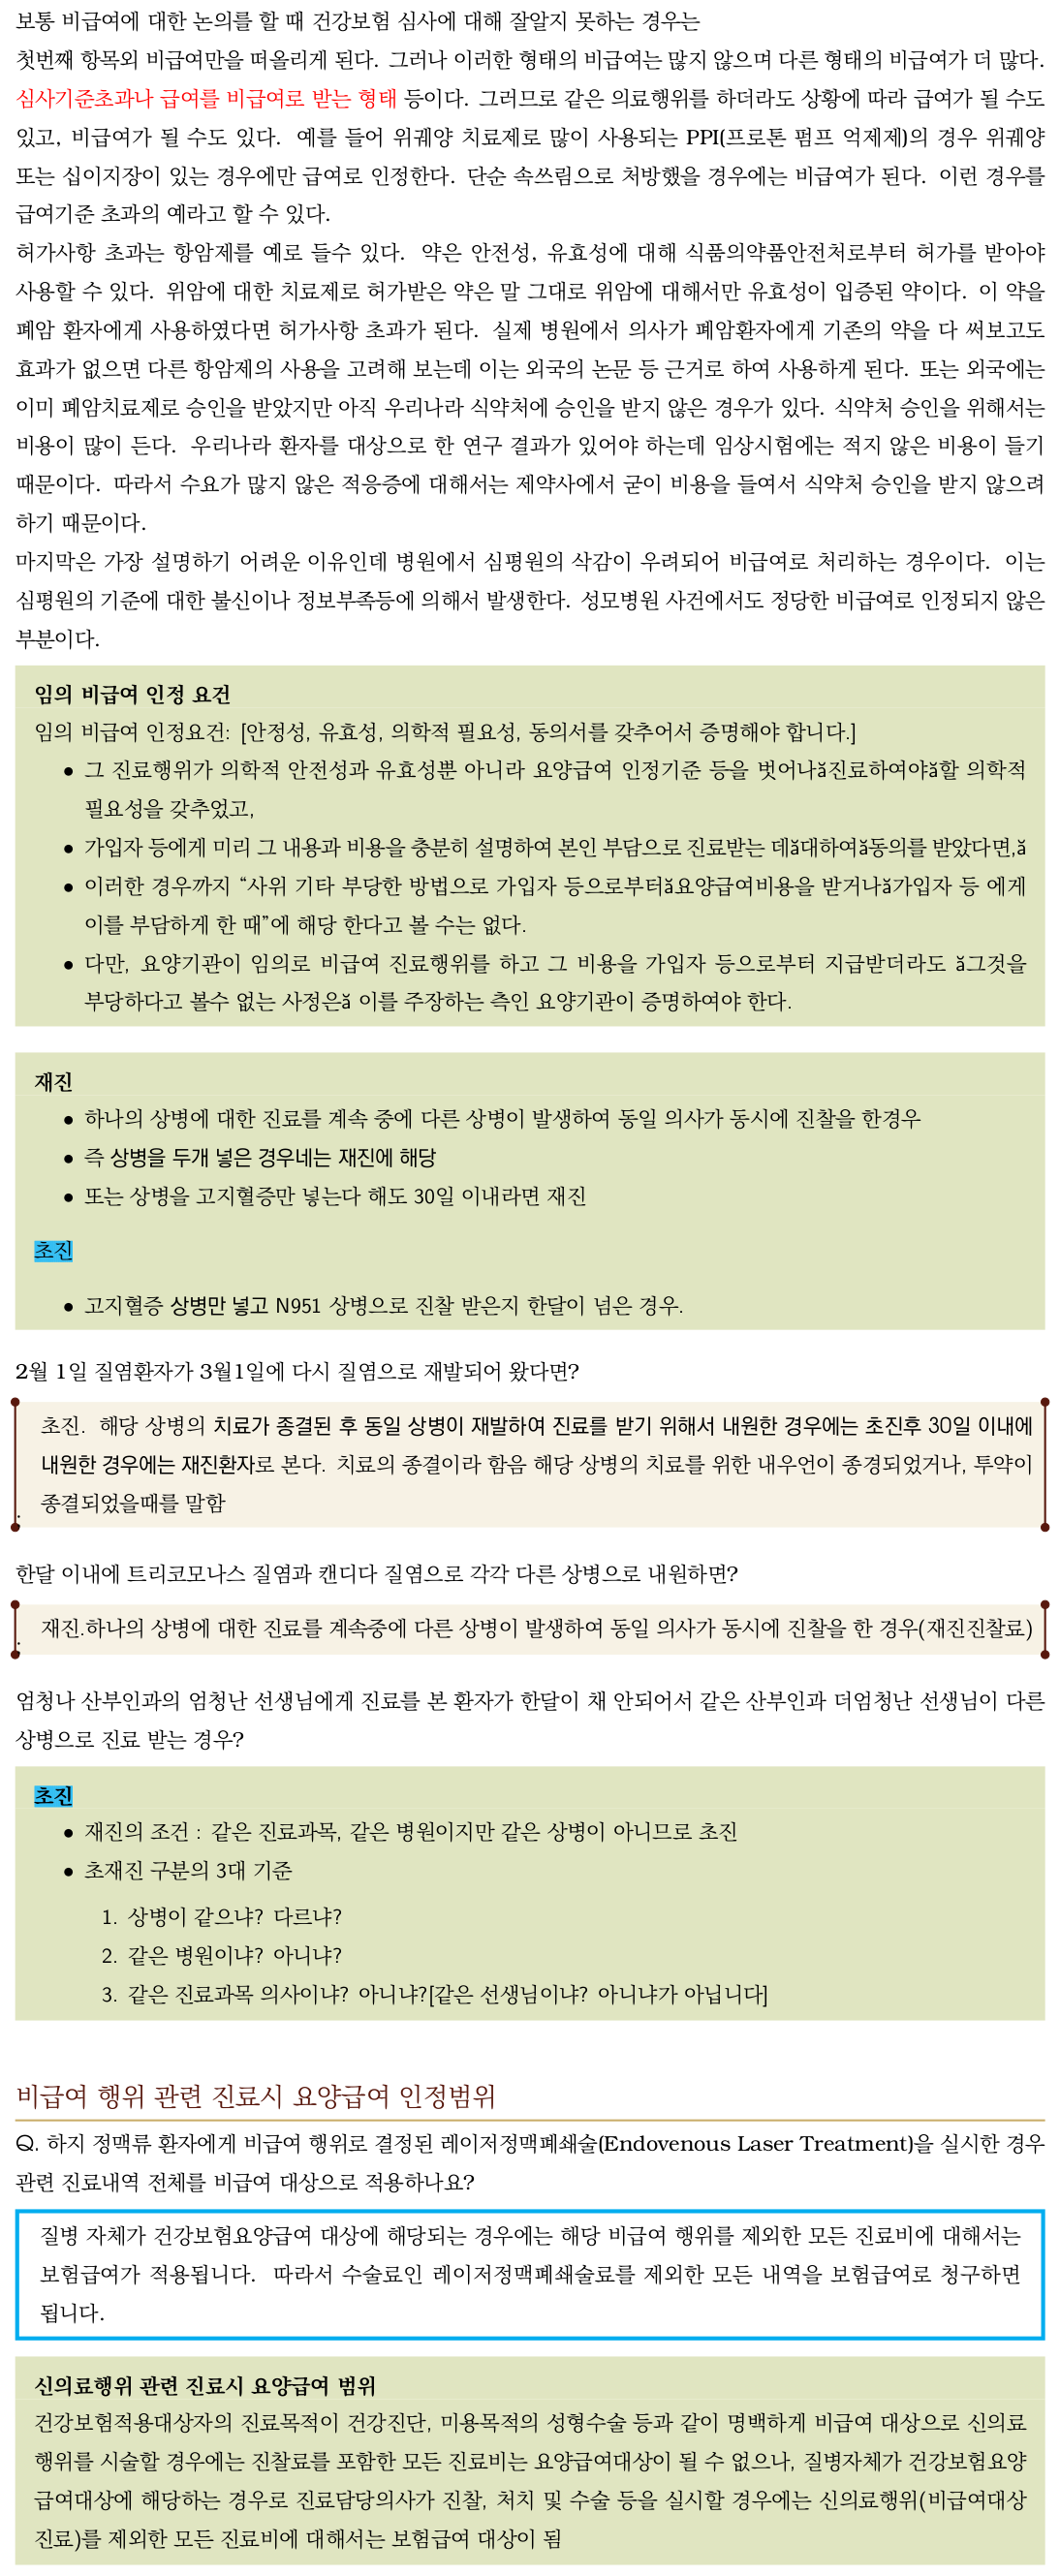 보통 비급여에 대한 논의를 할 때 건강보험 심사에 대해 잘알지 못하는 경우는
첫번째 항목외 비급여만을 떠올리게 된다. 그러나 이러한 형태의 비급여는 많지 않으며 다른 형태의 비급여가 더 많다.
심사기준초과나 급여를 비급여로 받는 형태 등이다. 그러므로 같은 의료행위를 하더라도 상황에 따라 급여가 될 수도
있고, 비급여가 될 수도 있다. 예를 들어 위궤양 치료제로 많이 사용되는 PPI(프로톤 펌프 억제제)의 경우 위궤양
또는 십이지장이 있는 경우에만 급여로 인정한다. 단순 속쓰림으로 처방했을 경우에는 비급여가 된다. 이런 경우를
급여기준 초과의 예라고 할 수 있다.
허가사항 초과는 항암제를 예로 들수 있다. 약은 안전성, 유효성에 대해 식품의약품안전처로부터 허가를 받아야
사용할 수 있다. 위암에 대한 치료제로 허가받은 약은 말 그대로 위암에 대해서만 유효성이 입증된 약이다. 이 약을
폐암 환자에게 사용하였다면 허가사항 초과가 된다. 실제 병원에서 의사가 폐암환자에게 기존의 약을 다 써보고도
효과가 없으면 다른 항암제의 사용을 고려해 보는데 이는 외국의 논문 등 근거로 하여 사용하게 된다. 또는 외국에는
이미 폐암치료제로 승인을 받았지만 아직 우리나라 식약처에 승인을 받지 않은 경우가 있다. 식약처 승인을 위해서는
비용이 많이 든다. 우리나라 환자를 대상으로 한 연구 결과가 있어야 하는데 임상시험에는 적지 않은 비용이 들기
때문이다. 따라서 수요가 많지 않은 적응증에 대해서는 제약사에서 굳이 비용을 들여서 식약처 승인을 받지 않으려
하기 때문이다.
마지막은 가장 설명하기 어려운 이유인데 병원에서 심평원의 삭감이 우려되어 비급여로 처리하는 경우이다. 이는
심평원의 기준에 대한 불신이나 정보부족등에 의해서 발생한다. 성모병원 사건에서도 정당한 비급여로 인정되지 않은
부분이다.
임의 비급여 인정 요건
임의 비급여 인정요건: [안정성, 유효성, 의학적 필요성, 동의서를 갖추어서 증명해야 합니다.]
• 그 진료행위가 의학적 안전성과 유효성뿐 아니라 요양급여 인정기준 등을 벗어나ă진료하여야ă할 의학적
필요성을 갖추었고,
• 가입자 등에게 미리 그 내용과 비용을 충분히 설명하여 본인 부담으로 진료받는 데ă대하여ă동의를 받았다면,ă
• 이러한 경우까지 “사위 기타 부당한 방법으로 가입자 등으로부터ă요양급여비용을 받거나ă가입자 등 에게
이를 부담하게 한 때”에 해당 한다고 볼 수는 없다.
• 다만, 요양기관이 임의로 비급여 진료행위를 하고 그 비용을 가입자 등으로부터 지급받더라도 ă그것을
부당하다고 볼수 없는 사정은ă 이를 주장하는 측인 요양기관이 증명하여야 한다.
재진
• 하나의 상병에 대한 진료를 계속 중에 다른 상병이 발생하여 동일 의사가 동시에 진찰을 한경우
• 즉 상병을 두개 넣은 경우네는 재진에 해당
• 또는 상병을 고지혈증만 넣는다 해도 30일 이내라면 재진
초진
• 고지혈증 상병만 넣고 N951 상병으로 진찰 받은지 한달이 넘은 경우.
2월 1일 질염환자가 3월1일에 다시 질염으로 재발되어 왔다면?
초진. 해당 상병의 치료가 종결된 후 동일 상병이 재발하여 진료를 받기 위해서 내원한 경우에는 초진후 30일 이내에
내원한 경우에는 재진환자로 본다. 치료의 종결이라 함음 해당 상병의 치료를 위한 내우언이 종경되었거나, 투약이
. 종결되었을때를 말함
한달 이내에 트리코모나스 질염과 캔디다 질염으로 각각 다른 상병으로 내원하면?
. 재진.하나의 상병에 대한 진료를 계속중에 다른 상병이 발생하여 동일 의사가 동시에 진찰을 한 경우(재진진찰료)
엄청나 산부인과의 엄청난 선생님에게 진료를 본 환자가 한달이 채 안되어서 같은 산부인과 더엄청난 선생님이 다른
상병으로 진료 받는 경우?
초진
• 재진의 조건 : 같은 진료과목, 같은 병원이지만 같은 상병이 아니므로 초진
• 초재진 구분의 3대 기준
1. 상병이 같으냐? 다르냐?
2. 같은 병원이냐? 아니냐?
3. 같은 진료과목 의사이냐? 아니냐?[같은 선생님이냐? 아니냐가 아닙니다]
비급여 행위 관련 진료시 요양급여 인정범위
Q. 하지 정맥류 환자에게 비급여 행위로 결정된 레이저정맥폐쇄술(Endovenous Laser Treatment)을 실시한 경우
관련 진료내역 전체를 비급여 대상으로 적용하나요?
질병 자체가 건강보험요양급여 대상에 해당되는 경우에는 해당 비급여 행위를 제외한 모든 진료비에 대해서는
보험급여가 적용됩니다. 따라서 수술료인 레이저정맥폐쇄술료를 제외한 모든 내역을 보험급여로 청구하면
됩니다.
신의료행위 관련 진료시 요양급여 범위
건강보험적용대상자의 진료목적이 건강진단, 미용목적의 성형수술 등과 같이 명백하게 비급여 대상으로 신의료
행위를 시술할 경우에는 진찰료를 포함한 모든 진료비는 요양급여대상이 될 수 없으나, 질병자체가 건강보험요양
급여대상에 해당하는 경우로 진료담당의사가 진찰, 처치 및 수술 등을 실시할 경우에는 신의료행위(비급여대상
진료)를 제외한 모든 진료비에 대해서는 보험급여 대상이 됨